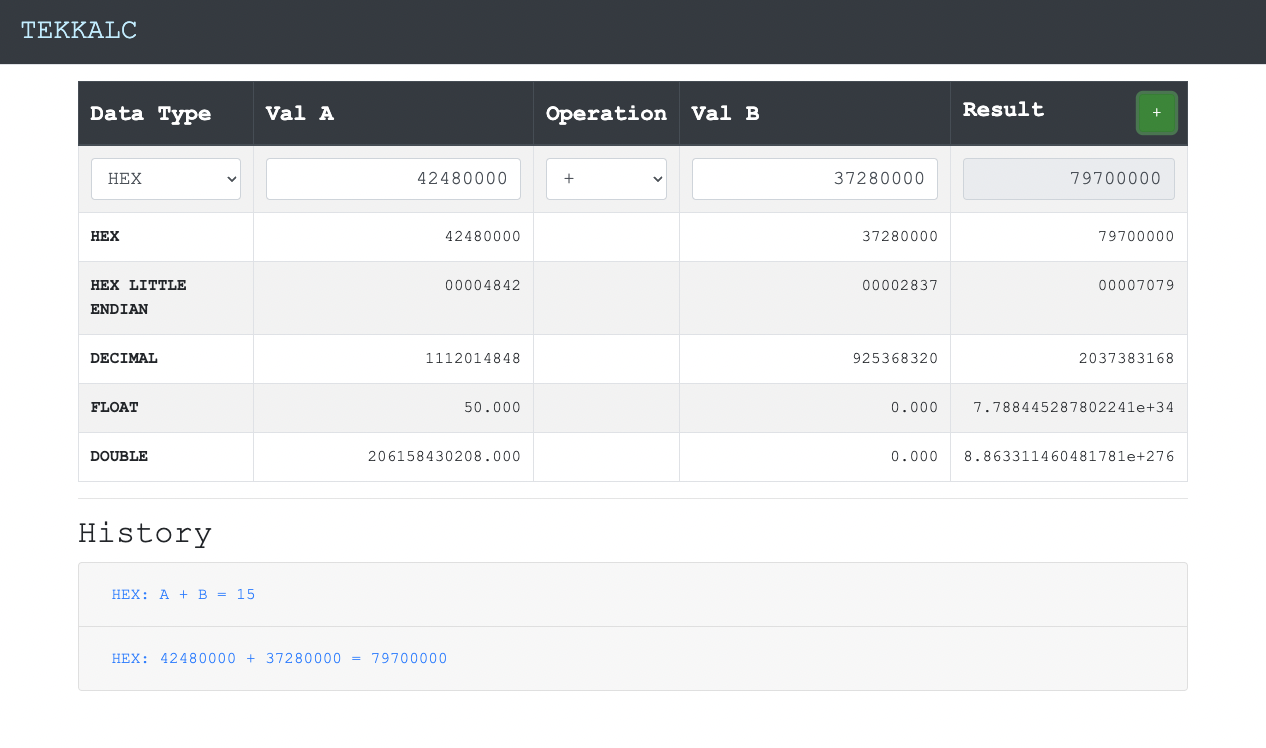 TEKKALC
Data Type Val A Operation Val B Result +
HEX 42480000 + 37280000 79700000
HEX 42480000 37280000 79700000
HEX LITTLE ENDIAN 00004842 00002837 00007079
DECIMAL 1112014848 925368320 2037383168
FLOAT 50.000 0.000 7.788445287802241e+34
DOUBLE 206158430208.000 0.000 8.863311460481781e+276
History
HEX: A + B = 15
HEX: 42480000 + 37280000 = 79700000